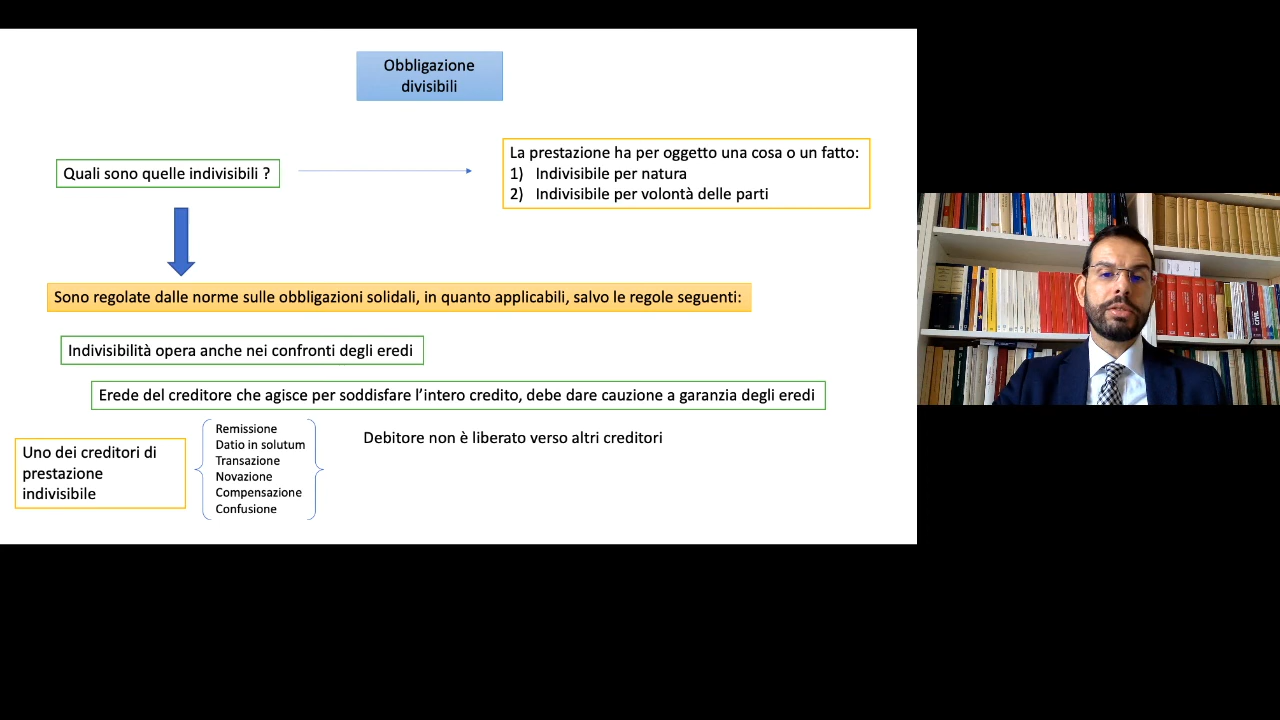 Obbligazione
divisibili
Quali sono quelle indivisibili ?
La prestazione ha per oggetto una cosa o un fatto:
1) Indivisibile per natura
2) Indivisibile per volontà delle parti
Sono regolate dalle norme sulle obbligazioni solidali, in quanto applicabili, salvo le regole seguenti:
Indivisibilità opera anche nei confronti degli eredi
Erede del creditore che agisce per soddisfare l’intero credito, debe dare cauzione a garanzia degli eredi
Uno dei creditori di
prestazione
indivisibile
Remissione
Datio in solutum
Transazione
Novazione
Compensazione
Confusione
Debitore non è liberato verso altri creditori